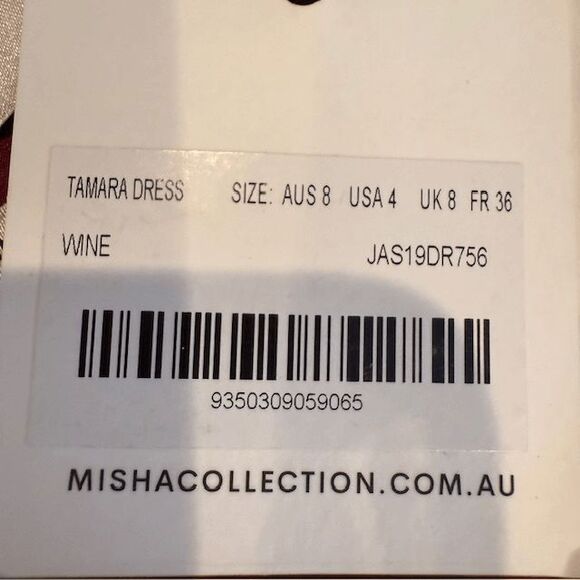 TAMARA DRESS SIZE: AUS 8 USA 4 UK 8 FR 36
WINE JAS19DR756
9350309059065
MISHACOLLECTION.COM.AU